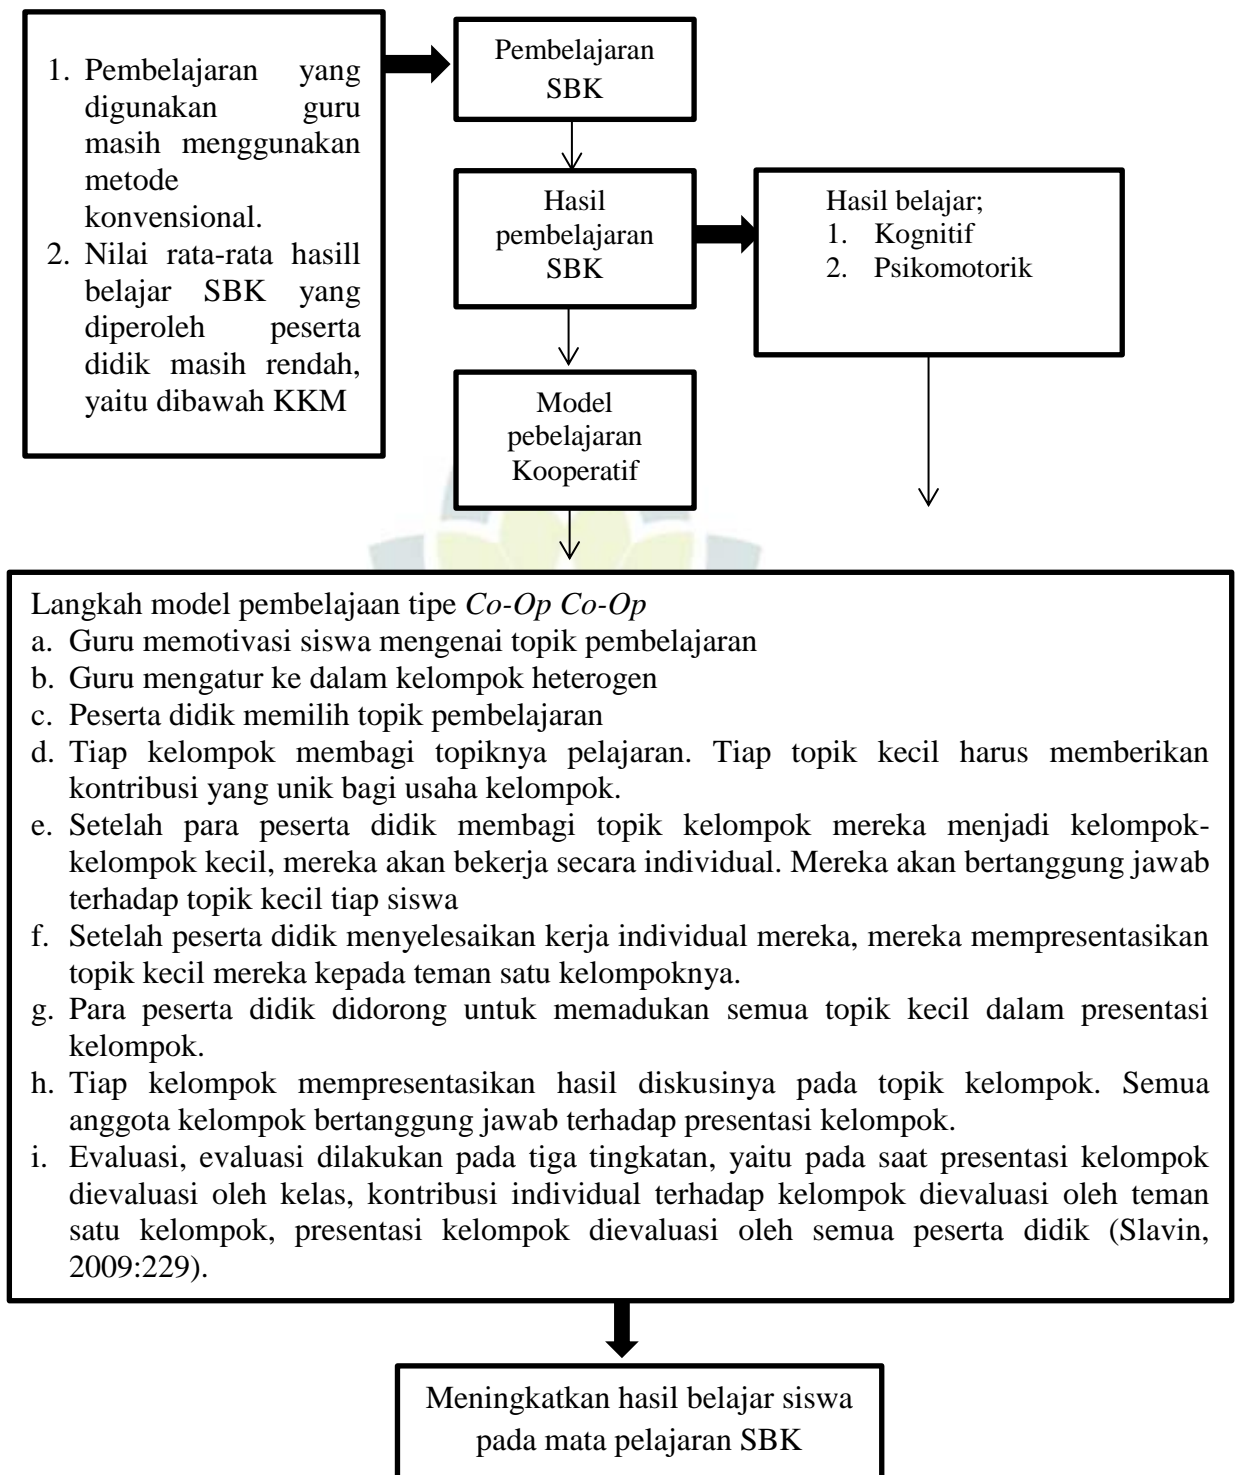 1. Pembelajaran yang
digunakan guru
masih menggunakan
metode
konvensional.
2. Nilai rata-rata hasill
belajar SBK yang
diperoleh peserta
didik masih rendah,
yaitu dibawah KKM
Pembelajaran
SBK
Hasil
pembelajaran
SBK
Hasil belajar;
1. Kognitif
2. Psikomotorik
Model
pebelajaran
Kooperatif
Langkah model pembelajaan tipe Co-Op Co-Op
a. Guru memotivasi siswa mengenai topik pembelajaran
b. Guru mengatur ke dalam kelompok heterogen
c. Peserta didik memilih topik pembelajaran
d. Tiap kelompok membagi topiknya pelajaran. Tiap topik kecil harus memberikan
kontribusi yang unik bagi usaha kelompok.
e. Setelah para peserta didik membagi topik kelompok mereka menjadi kelompok-
kelompok kecil, mereka akan bekerja secara individual. Mereka akan bertanggung jawab
terhadap topik kecil tiap siswa
f. Setelah peserta didik menyelesaikan kerja individual mereka, mereka mempresentasikan
topik kecil mereka kepada teman satu kelompoknya.
g. Para peserta didik didorong untuk memadukan semua topik kecil dalam presentasi
kelompok.
h. Tiap kelompok mempresentasikan hasil diskusinya pada topik kelompok. Semua
anggota kelompok bertanggung jawab terhadap presentasi kelompok.
i. Evaluasi, evaluasi dilakukan pada tiga tingkatan, yaitu pada saat presentasi kelompok
dievaluasi oleh kelas, kontribusi individual terhadap kelompok dievaluasi oleh teman
satu kelompok, presentasi kelompok dievaluasi oleh semua peserta didik (Slavin,
2009:229).
Meningkatkan hasil belajar siswa
pada mata pelajaran SBK